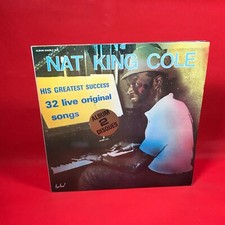 NAT KING COLE
HIS GREATEST SUCCESS
32 live original
songs
ALBUM
2
DISQUES